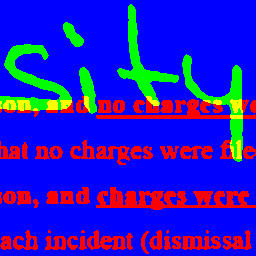 sity
son, and no charges we
hat no charges were file
son, and charges were
ach incident (dismissal